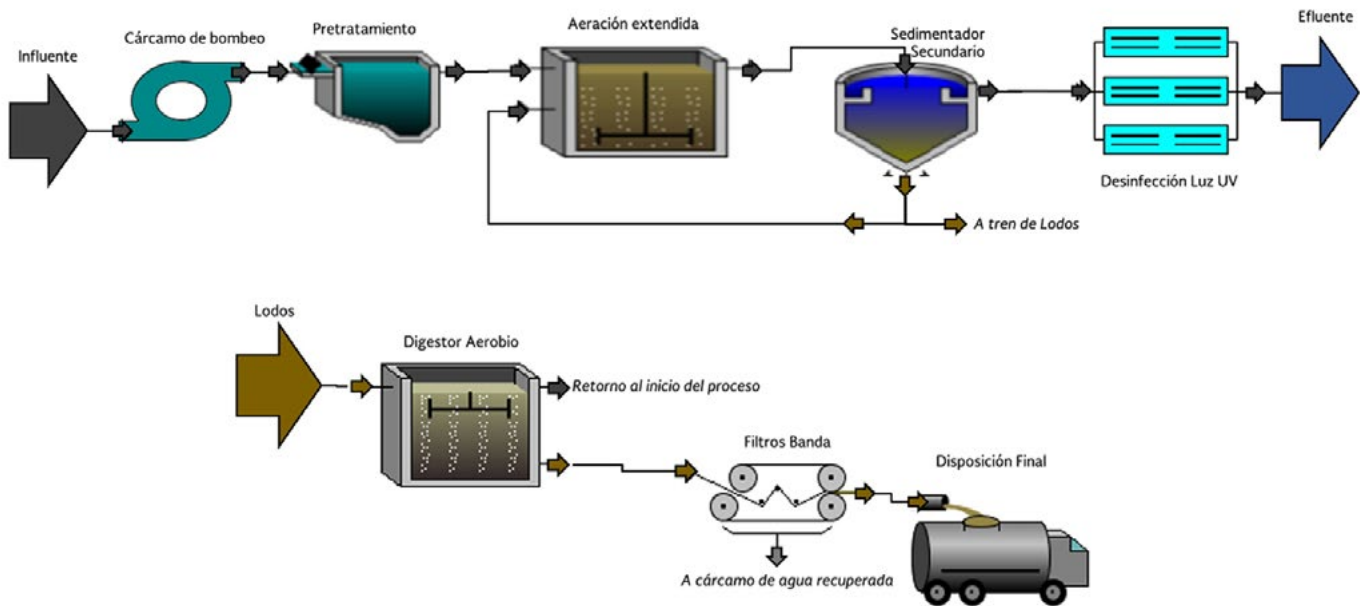 Influente
Cárcamo de bombeo
Pretratamiento
Aeración extendida
Sedimentador
Secundario
Efluente
Desinfección Luz UV
A tren de Lodos
Lodos
Digestor Aerobio
Retorno al inicio del proceso
Filtros Banda
Disposición Final
A cárcamo de agua recuperada